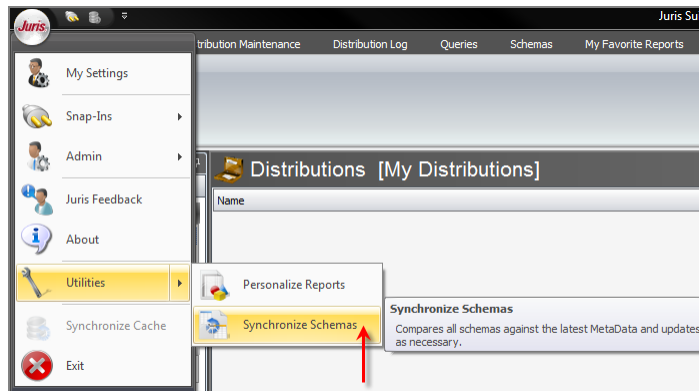 Juris
Juris Su
tribution Maintenance Distribution Log Queries Schemas My Favorite Reports
My Settings
Snap-Ins
Admin
Distributions [My Distributions]
Juris Feedback
Name
About
Utilities
Personalize Reports
Synchronize Schemas
Synchronize Schemas
Compares all schemas against the latest MetaData and updates
as necessary.
Synchronize Cache
Exit